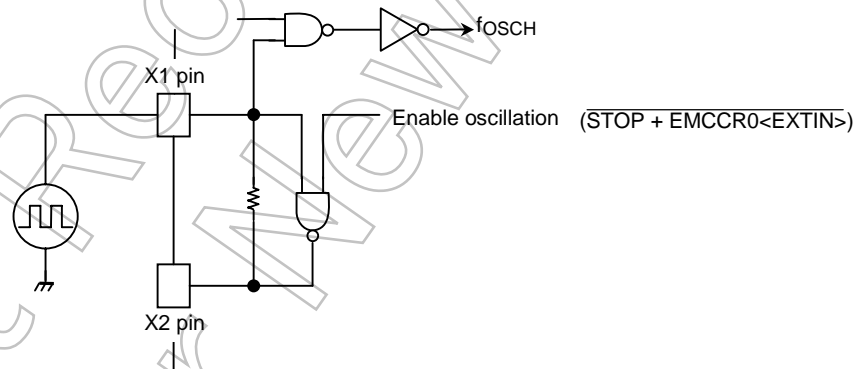 fOSCH
X1 pin
Enable oscillation (STOP + EMCCR0<EXTIN>)
X2 pin